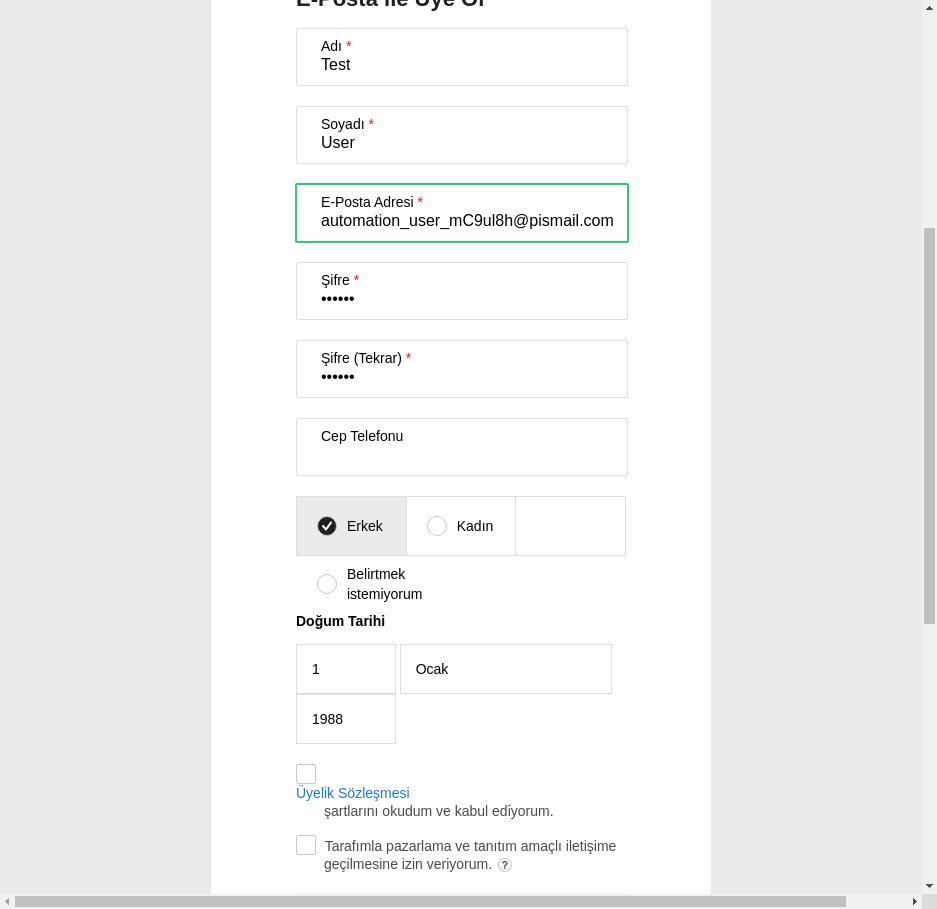 E-Posta ile Üye Ol
Adı *
Test
Soyadı *
User
E-Posta Adresi *
automation_user_mC9ul8h@pismail.com
Şifre *
••••••
Şifre (Tekrar) *
••••••
Cep Telefonu
Erkek
Kadın
Belirtmek
istemiyorum
Doğum Tarihi
1
Ocak
1988
Üyelik Sözleşmesi
şartlarını okudum ve kabul ediyorum.
Tarafımla pazarlama ve tanıtım amaçlı iletişime
geçilmesine izin veriyorum. ?